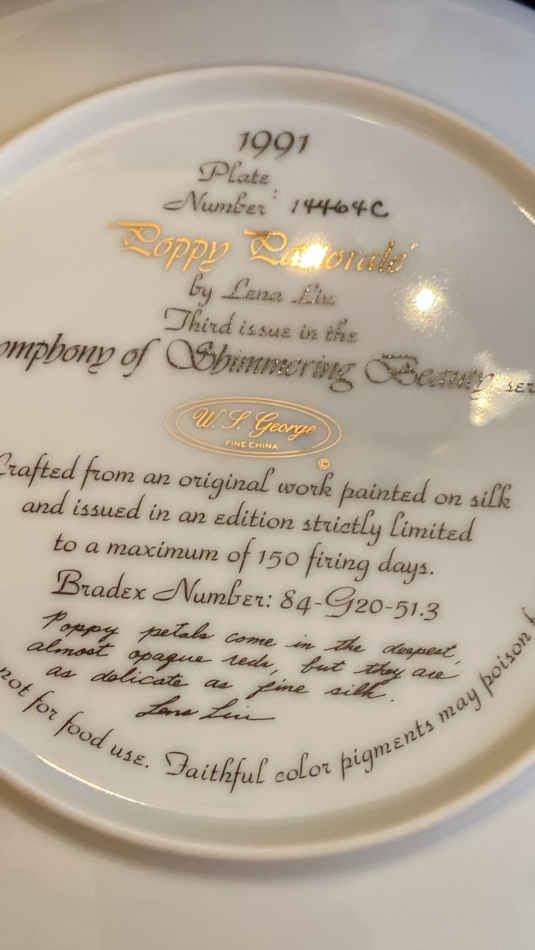 1991
Plate
Number: 14464C
"Poppy Pastorale"
by Lena Liu
Third issue in the
Symphony of Shimmering Beauty
W. S. George
FINE CHINA
©
Crafted from an original work painted on silk
and issued in an edition strictly limited
to a maximum of 150 firing days.
Bradex Number: 84-G20-51.3
Poppy petals come in the deepest,
almost opaque reds, but they are
as delicate as fine silk.
Lena Liu
not for food use. Faithful color pigments may poison